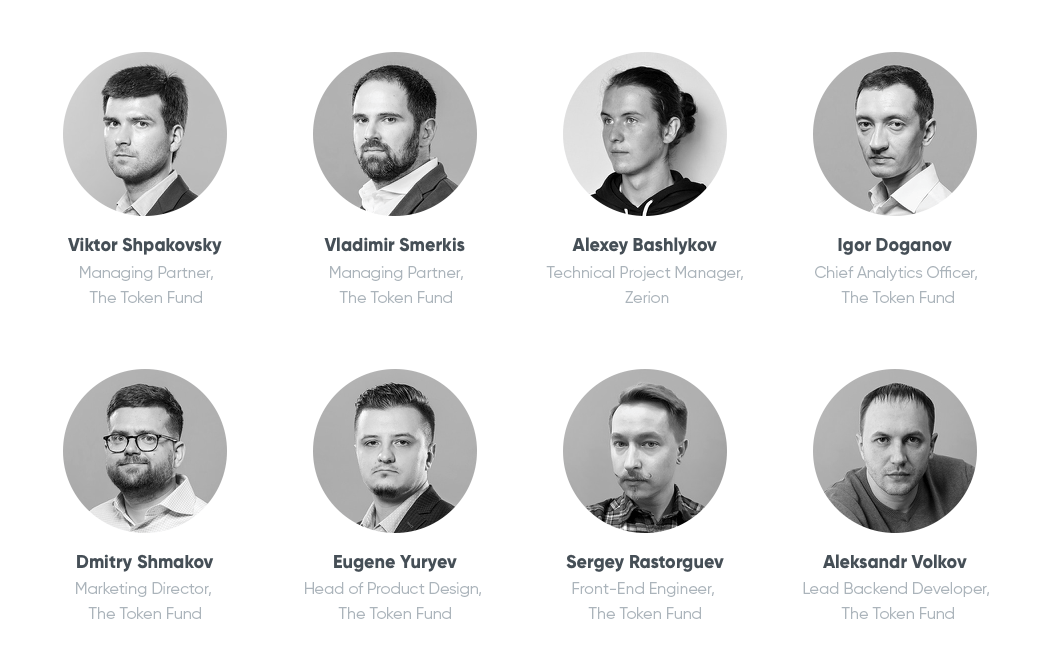 Viktor Shpakovsky
Managing Partner,
The Token Fund
Vladimir Smerkis
Managing Partner,
The Token Fund
Alexey Bashlykov
Technical Project Manager,
Zerion
Igor Doganov
Chief Analytics Officer,
The Token Fund
Dmitry Shmakov
Marketing Director,
The Token Fund
Eugene Yuryev
Head of Product Design,
The Token Fund
Sergey Rastorguev
Front-End Engineer,
The Token Fund
Aleksandr Volkov
Lead Backend Developer,
The Token Fund